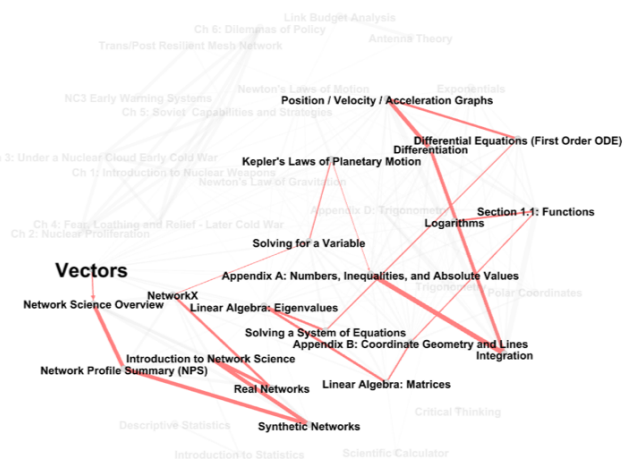 Link Budget Analysis
Ch 6: Dilemmas of Policy
Antenna Theory
Trans/Post Resilient Mesh Network
Newton's Laws of Motion
Exponentials
NC3 Early Warning Systems
Position / Velocity / Acceleration Graphs
Ch 5: Soviet Capabilities and Strategies
Differential Equations (First Order ODE)
Differentiation
3: Under a Nuclear Cloud Early Cold War
Kepler's Laws of Planetary Motion
Ch 1: Introduction to Nuclear Weapons
Newton's Law of Gravitation
Appendix D: Trigonometry
Section 1.1: Functions
Ch 4: Fear, Loathing and Relief - Later Cold War
Logarithms
Ch 2: Nuclear Proliferation
Solving for a Variable
Vectors
Appendix A: Numbers, Inequalities, and Absolute Values
Trigonometry
Polar Coordinates
NetworkX
Network Science Overview
Linear Algebra: Eigenvalues
Solving a System of Equations
Appendix B: Coordinate Geometry and Lines
Integration
Introduction to Network Science
Network Profile Summary (NPS)
Real Networks
Linear Algebra: Matrices
Critical Thinking
Descriptive Statistics
Synthetic Networks
Introduction to Statistics
Scientific Calculator